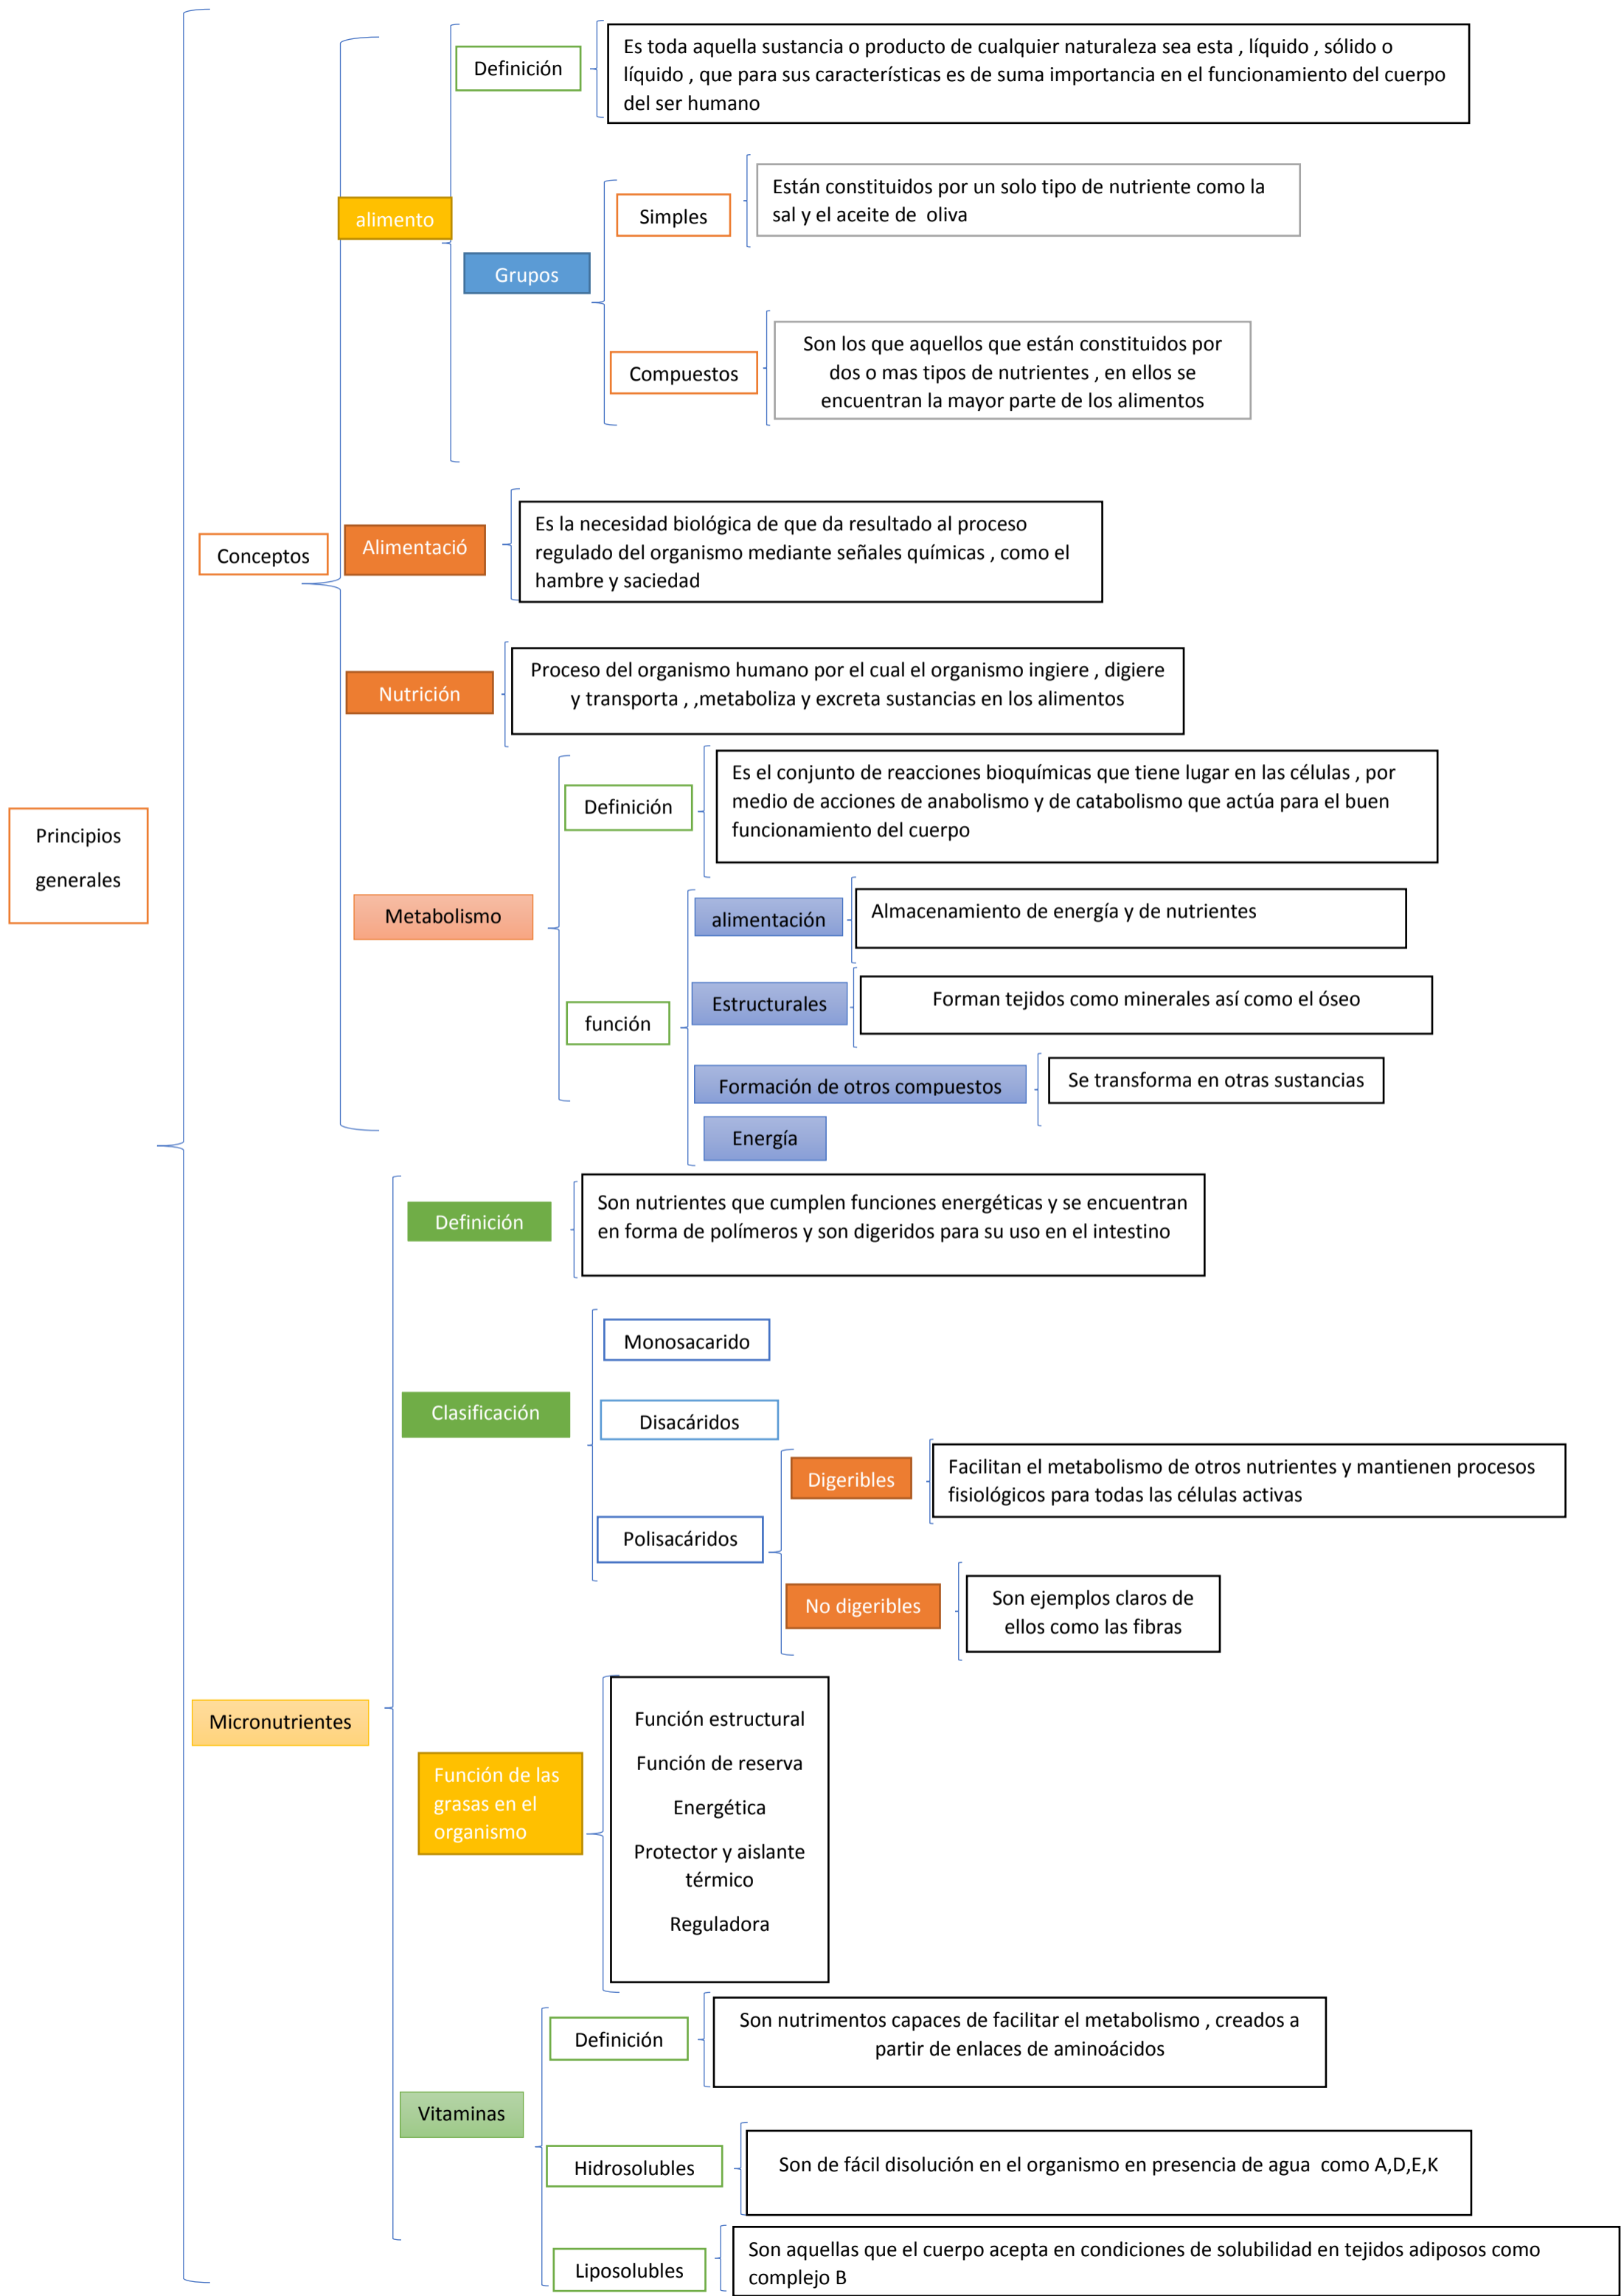 Principios
generales
Conceptos
alimento
Definición
Es toda aquella sustancia o producto de cualquier naturaleza sea esta , líquido , sólido o
líquido , que para sus características es de suma importancia en el funcionamiento del cuerpo
del ser humano
Grupos
Simples
Están constituidos por un solo tipo de nutriente como la
sal y el aceite de oliva
Compuestos
Son los que aquellos que están constituidos por
dos o mas tipos de nutrientes , en ellos se
encuentran la mayor parte de los alimentos
Alimentació
Es la necesidad biológica de que da resultado al proceso
regulado del organismo mediante señales químicas , como el
hambre y saciedad
Nutrición
Proceso del organismo humano por el cual el organismo ingiere , digiere
y transporta , ,metaboliza y excreta sustancias en los alimentos
Metabolismo
Definición
Es el conjunto de reacciones bioquímicas que tiene lugar en las células , por
medio de acciones de anabolismo y de catabolismo que actúa para el buen
funcionamiento del cuerpo
función
alimentación
Almacenamiento de energía y de nutrientes
Estructurales
Forman tejidos como minerales así como el óseo
Formación de otros compuestos
Se transforma en otras sustancias
Energía
Micronutrientes
Definición
Son nutrientes que cumplen funciones energéticas y se encuentran
en forma de polímeros y son digeridos para su uso en el intestino
Clasificación
Monosacarido
Disacáridos
Polisacáridos
Digeribles
Facilitan el metabolismo de otros nutrientes y mantienen procesos
fisiológicos para todas las células activas
No digeribles
Son ejemplos claros de
ellos como las fibras
Función de las
grasas en el
organismo
Función estructural
Función de reserva
Energética
Protector y aislante
térmico
Reguladora
Vitaminas
Definición
Son nutrimentos capaces de facilitar el metabolismo , creados a
partir de enlaces de aminoácidos
Hidrosolubles
Son de fácil disolución en el organismo en presencia de agua como A,D,E,K
Liposolubles
Son aquellas que el cuerpo acepta en condiciones de solubilidad en tejidos adiposos como
complejo B